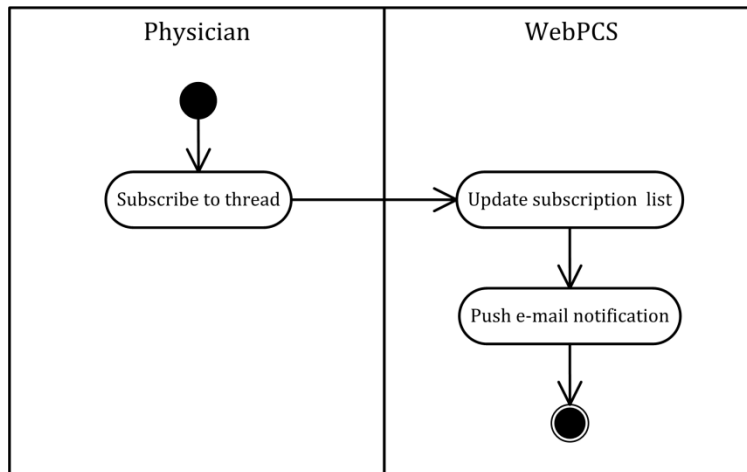 Physician
WebPCS
Subscribe to thread
Update subscription list
Push e-mail notification